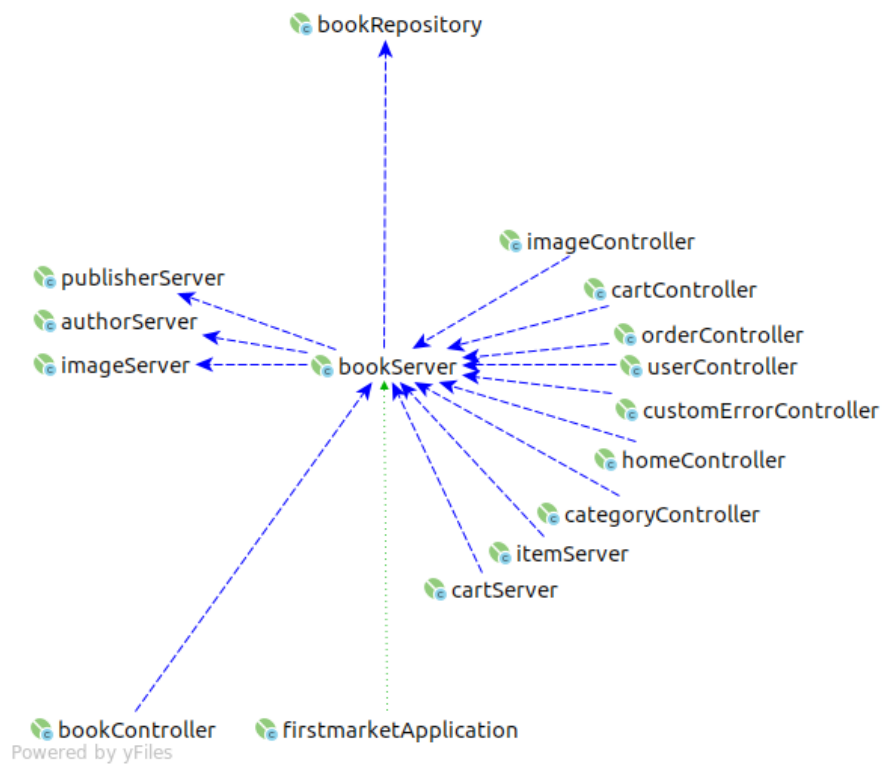 bookRepository
imageController
publisherServer
cartController
authorServer
orderController
imageServer
bookServer
userController
customErrorController
homeController
categoryController
itemServer
cartServer
bookController
firstmarketApplication
Powered by yFiles